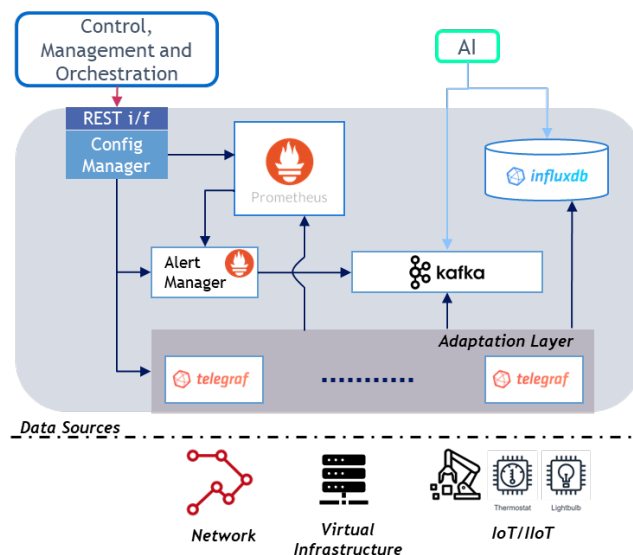 Control,
Management and
Orchestration
AI
REST i/f
Config
Manager
Prometheus
influxdb
Alert
Manager
kafka
Adaptation Layer
telegraf
telegraf
Data Sources
Thermostat
Lightbulb
Network
Virtual
Infrastructure
IoT/IIoT